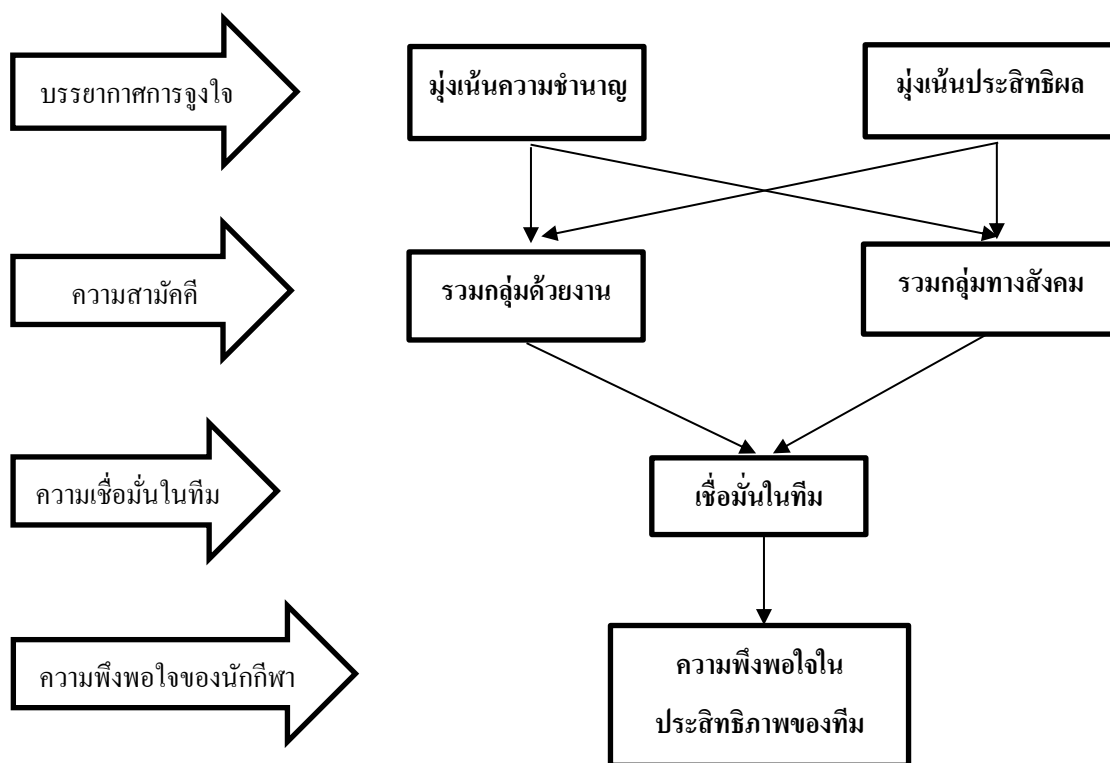 บรรยากาศการจูงใจ
มุ่งเน้นความชำนาญ
มุ่งเน้นประสิทธิผล
ความสามัคคี
รวมกลุ่มด้วยงาน
รวมกลุ่มทางสังคม
ความเชื่อมั่นในทีม
เชื่อมั่นในทีม
ความพึงพอใจของนักกีฬา
ความพึงพอใจใน
ประสิทธิภาพของทีม